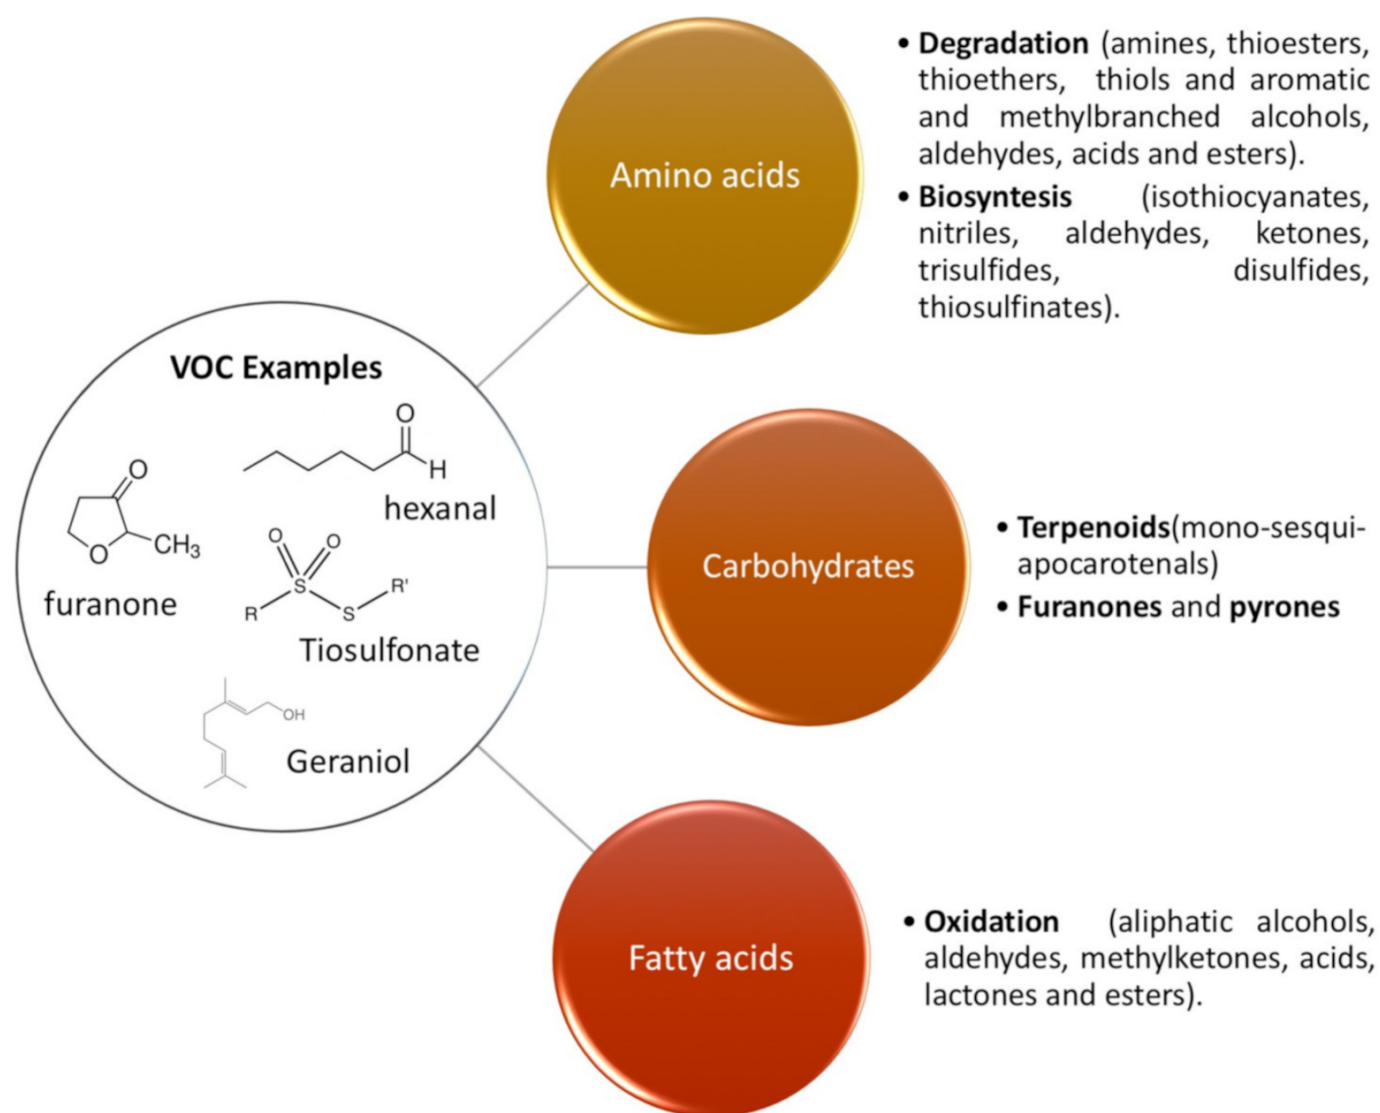 VOC Examples
O
H
hexanal
O
O
CH3
furanone
O
O
S
R
S
R'
Tiosulfonate
OH
Geraniol
Amino acids
• Degradation (amines, thioesters,
thioethers, thiols and aromatic
and methylbranched alcohols,
aldehydes, acids and esters).
• Biosyntesis (isothiocyanates,
nitriles, aldehydes, ketones,
trisulfides, disulfides,
thiosulfinates).
Carbohydrates
• Terpenoids(mono-sesqui-
apocarotenals)
• Furanones and pyrones
Fatty acids
• Oxidation (aliphatic alcohols,
aldehydes, methylketones, acids,
lactones and esters).